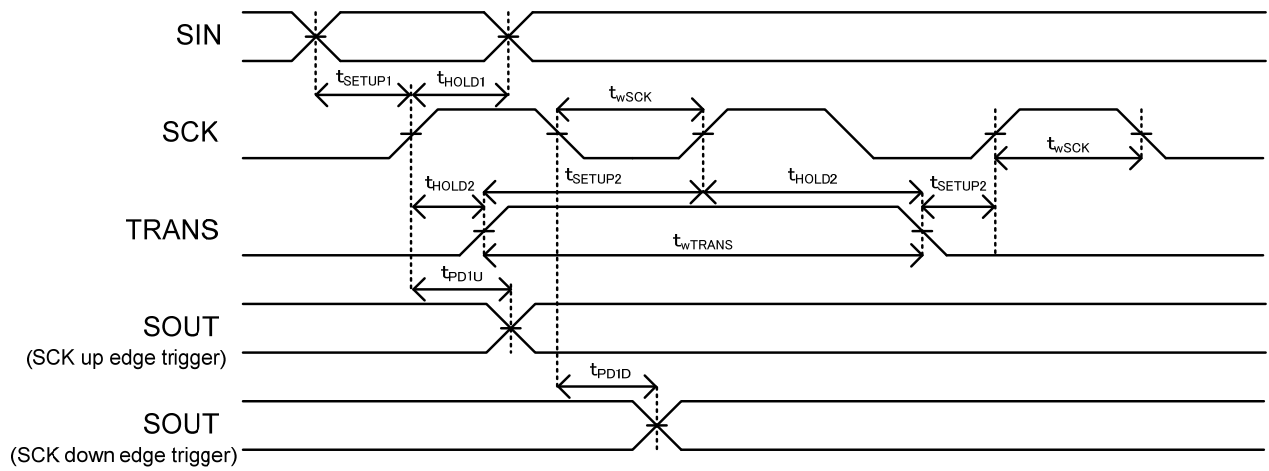 SIN
tSETUP1
tHOLD1
twSCK
SCK
twSCK
tHOLD2
tSETUP2
tHOLD2
tSETUP2
TRANS
twTRANS
tPD1U
SOUT
(SCK up edge trigger)
tPD1D
SOUT
(SCK down edge trigger)